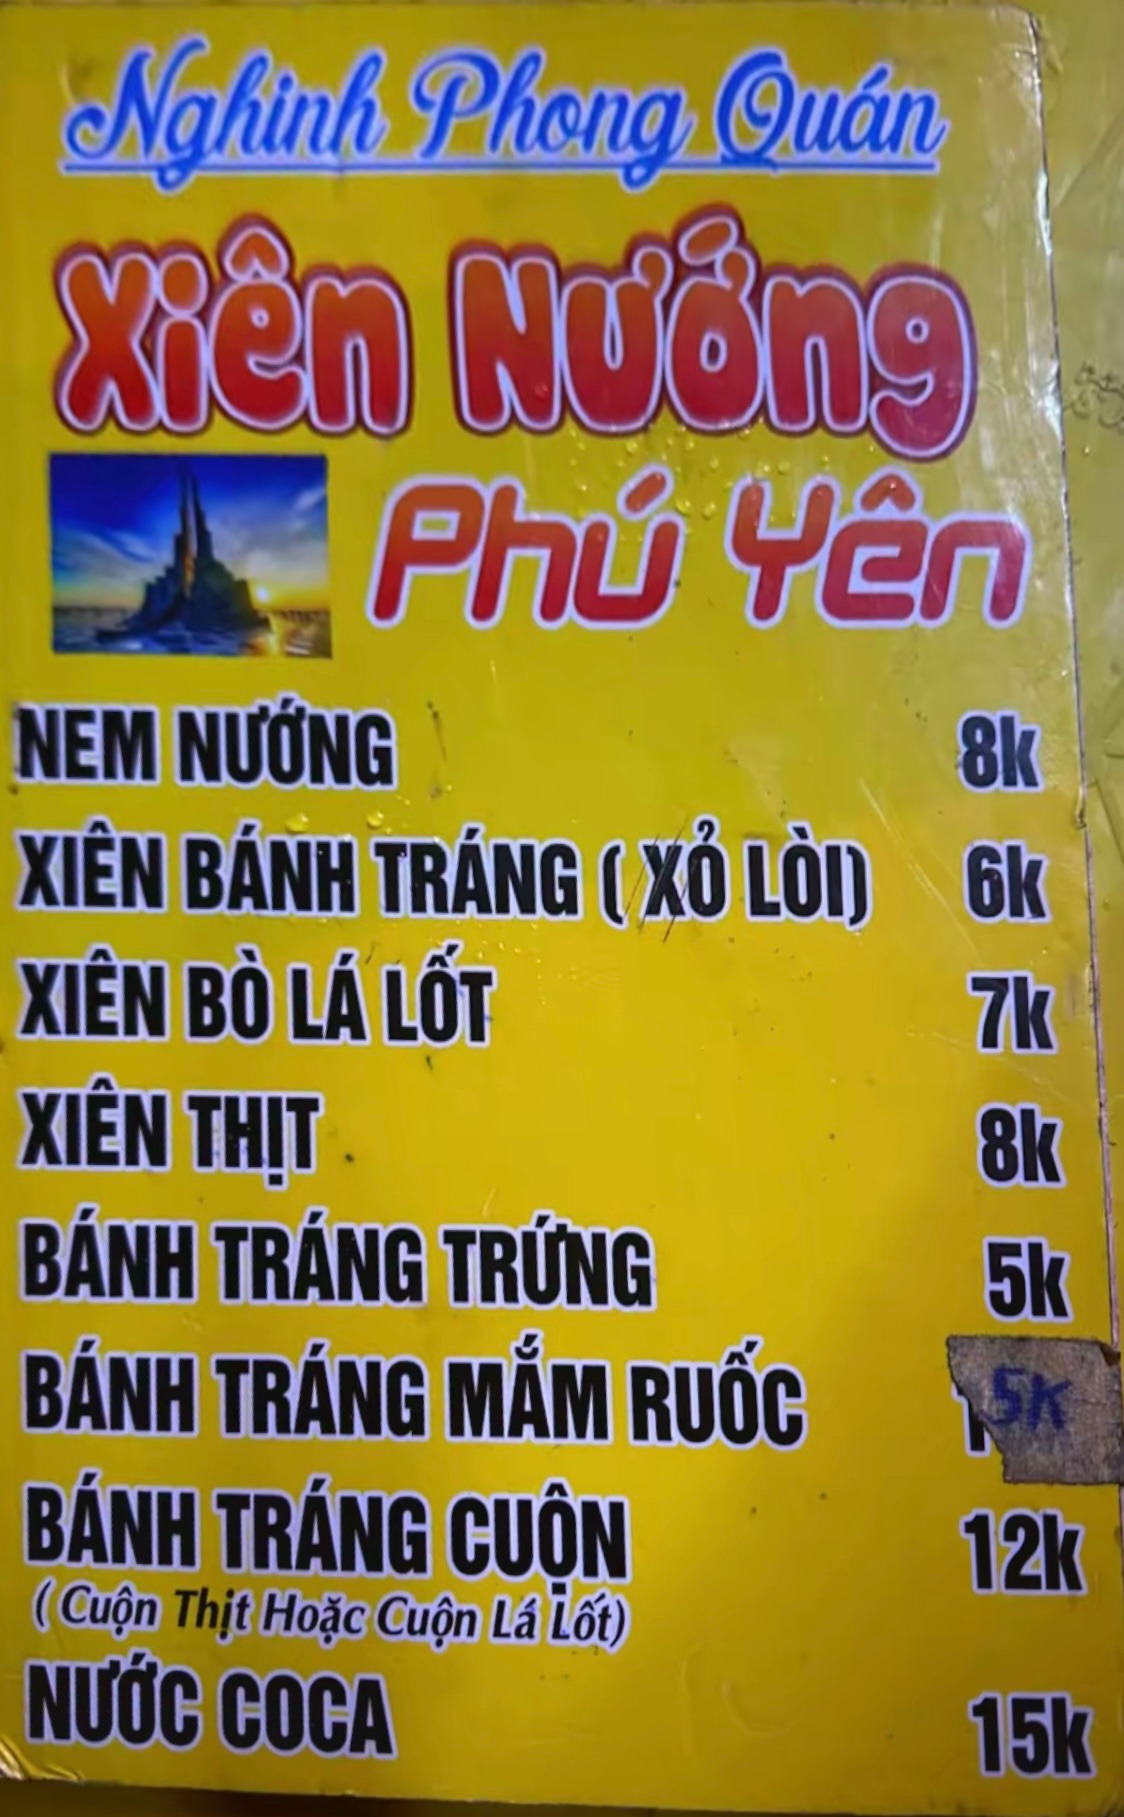 Nghinh Phong Quán
Xiên Nướng
Phú Yên
NEM NƯỚNG 8k
XIÊN BÁNH TRÁNG ( XỎ LÒI) 6k
XIÊN BÒ LÁ LỐT 7k
XIÊN THỊT 8k
BÁNH TRÁNG TRỨNG 5k
BÁNH TRÁNG MẮM RUỐC 5K
BÁNH TRÁNG CUỘN 12k
( Cuộn Thịt Hoặc Cuộn Lá Lốt)
NƯỚC COCA 15k